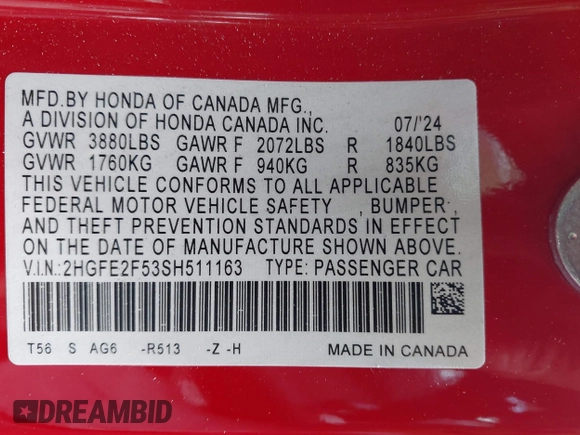 MFD.BY HONDA OF CANADA MFG.,
A DIVISION OF HONDA CANADA INC. 07/'24
GVWR 3880LBS GAWR F 2072LBS R 1840LBS
GVWR 1760KG GAWR F 940KG R 835KG
THIS VEHICLE CONFORMS TO ALL APPLICABLE
FEDERAL MOTOR VEHICLE SAFETY , BUMPER ,
AND THEFT PREVENTION STANDARDS IN EFFECT
ON THE DATE OF MANUFACTURE SHOWN ABOVE.
V.I.N.: 2HGFE2F53SH511163 TYPE: PASSENGER CAR
T56 S AG6 -R513 -Z -H MADE IN CANADA
DREAMBID